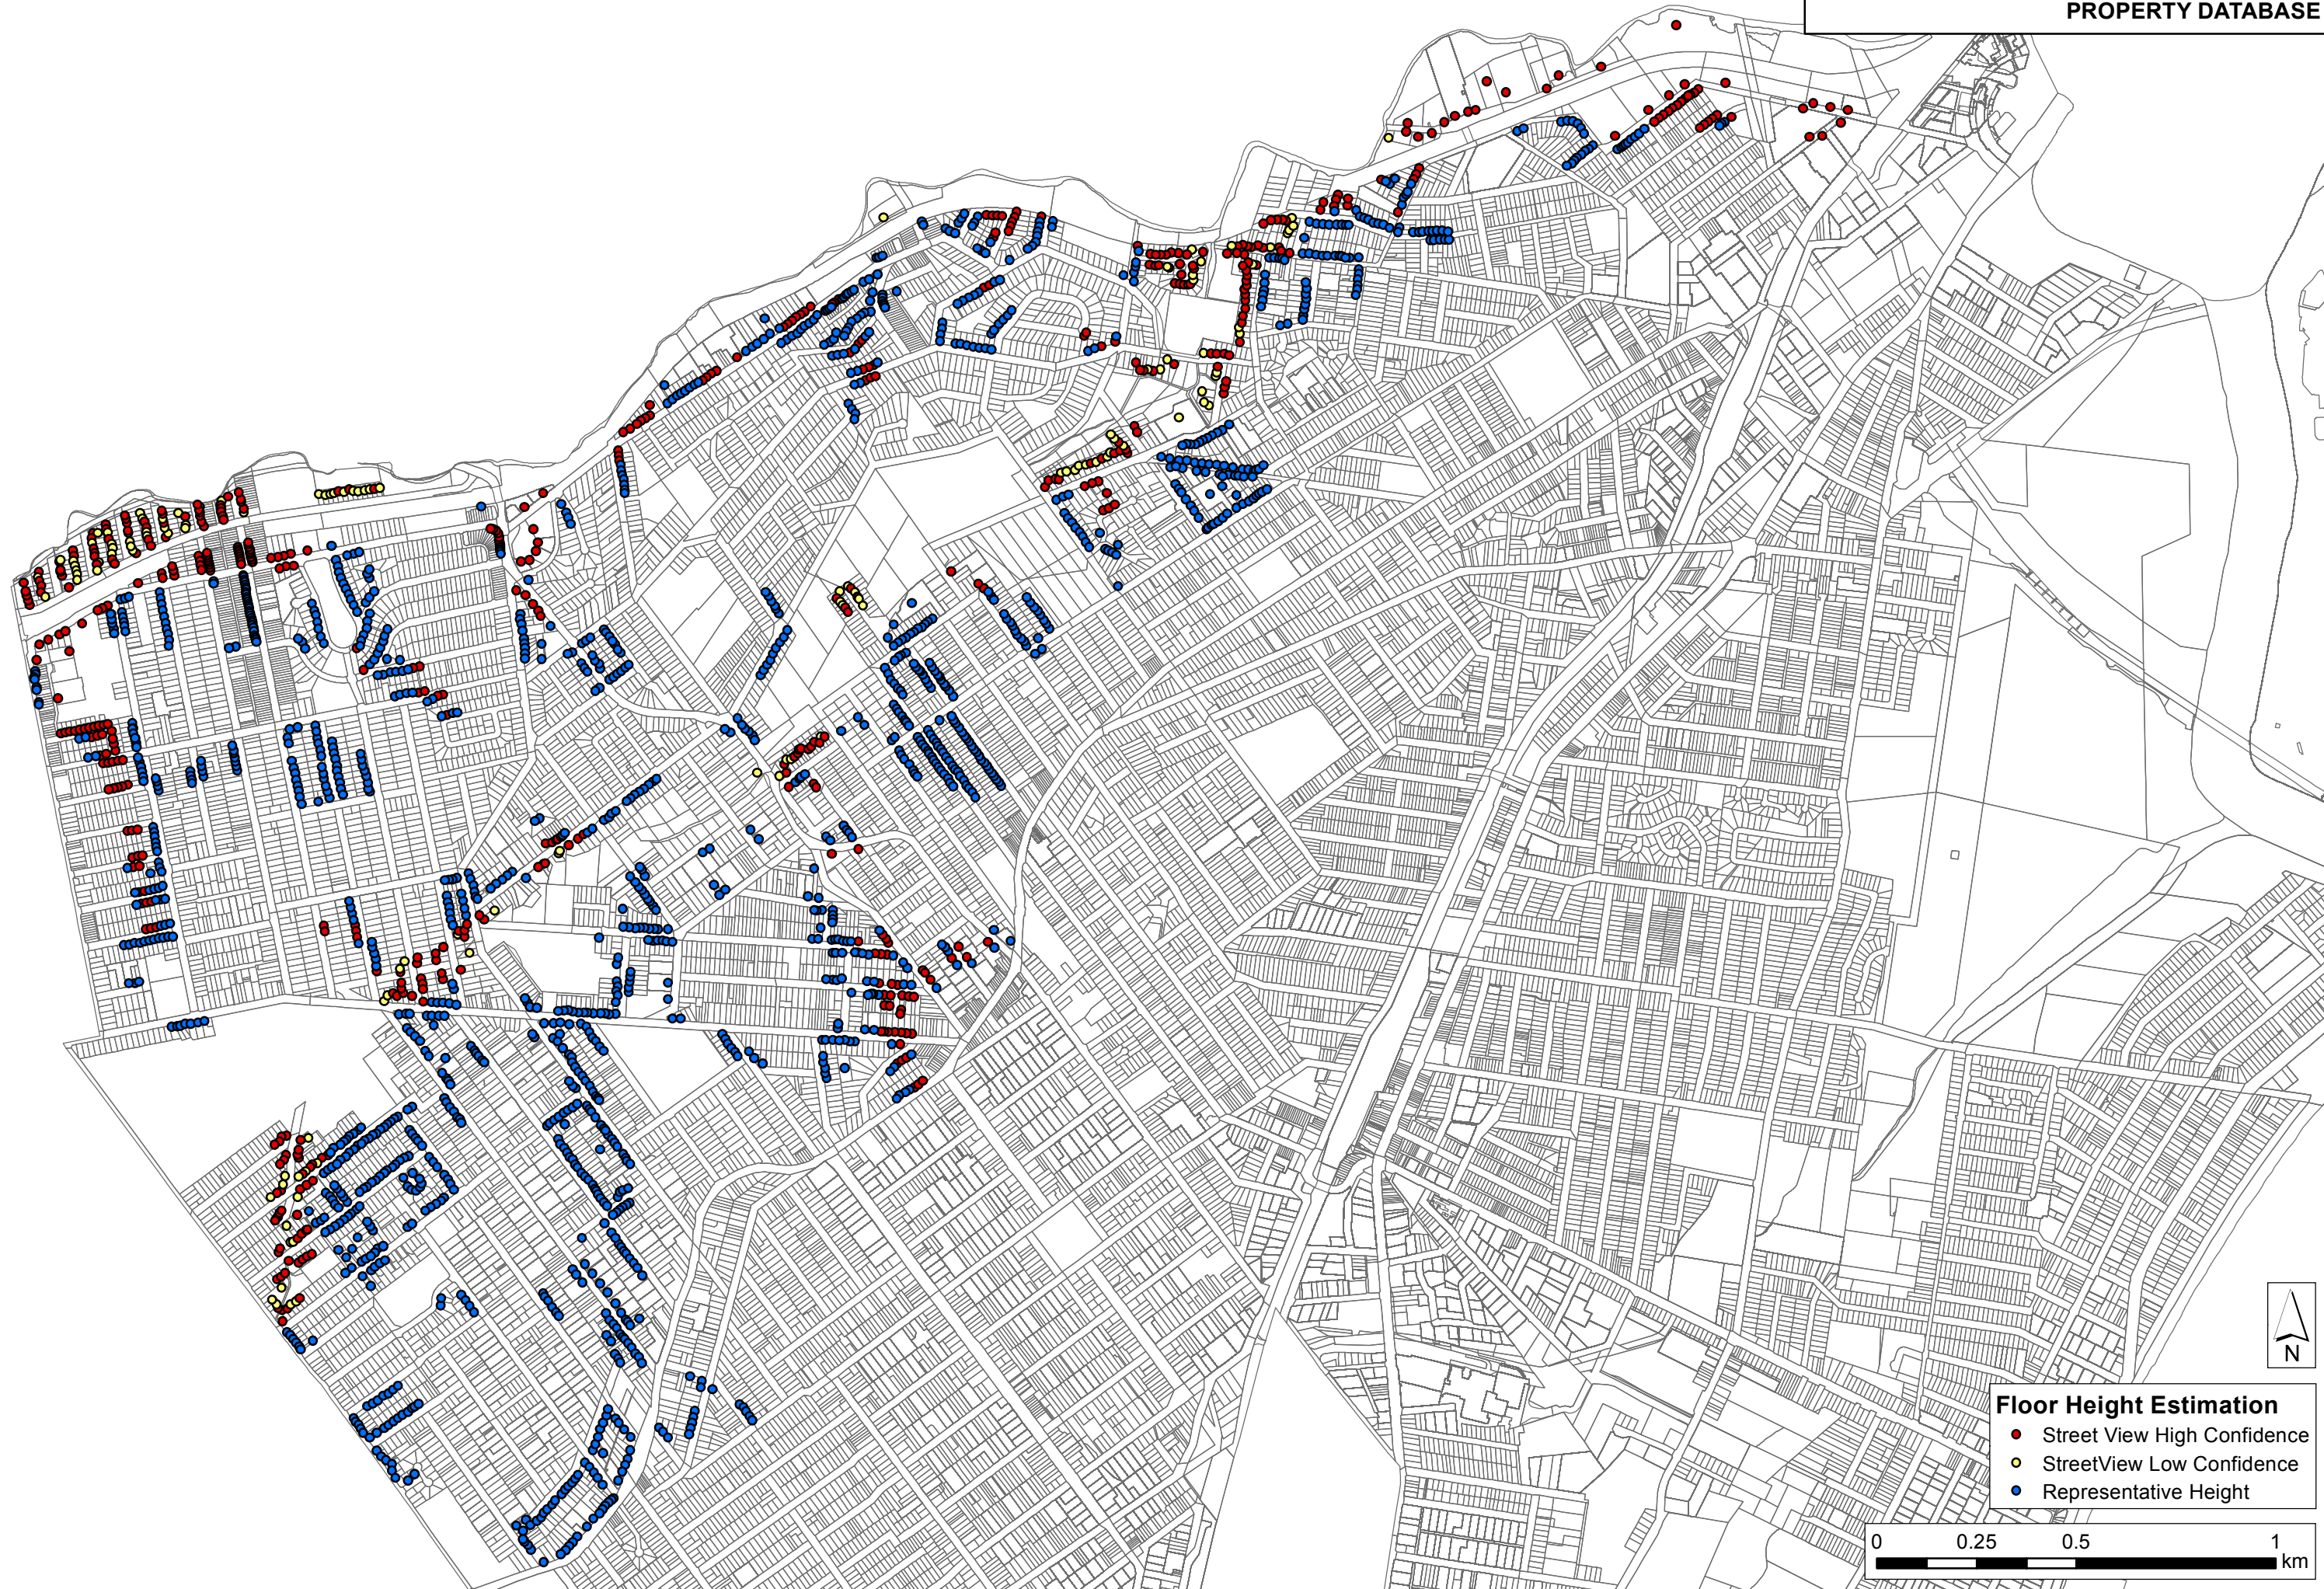 PROPERTY DATABASE
N
Floor Height Estimation
Street View High Confidence
StreetView Low Confidence
Representative Height
0 0.25 0.5 1
km